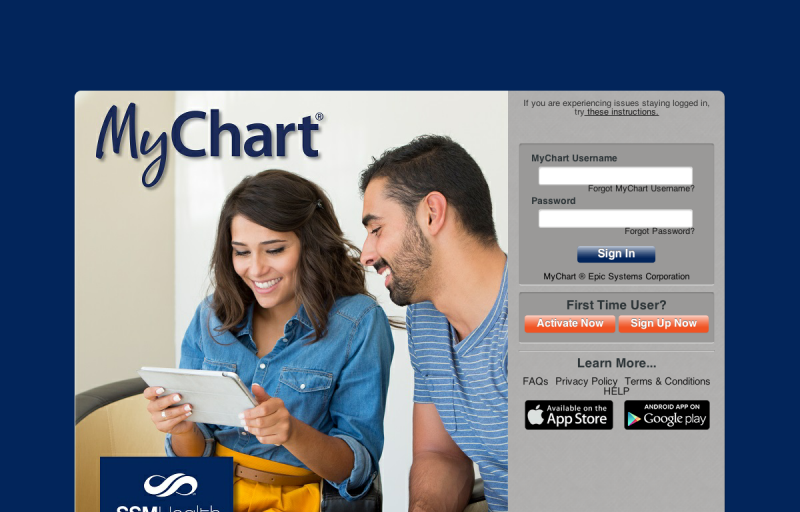 MyChart®
If you are experiencing issues staying logged in,
try these instructions.
MyChart Username
Forgot MyChart Username?
Password
Forgot Password?
Sign In
MyChart ® Epic Systems Corporation
First Time User?
Activate Now
Sign Up Now
Learn More...
FAQs Privacy Policy Terms & Conditions
HELP
Available on the
App Store
ANDROID APP ON
Google play
SSMHealth